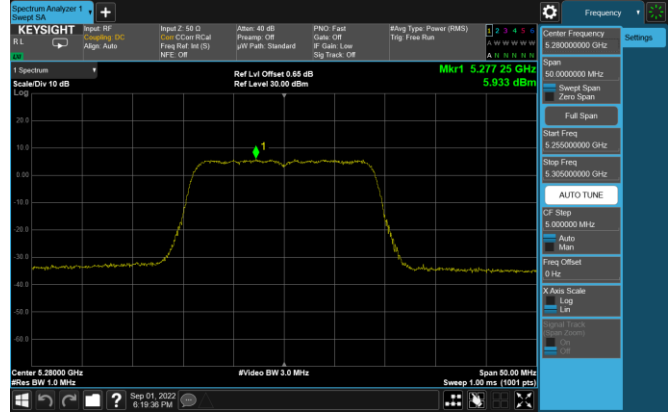 Spectrum Analyzer 1
Swept SA
Frequency
KEYSIGHT
R L
LV
Input: RF
Coupling: DC
Align: Auto
Input Z: 50 Ω
Corr CCorr RCal
Freq Ref: Int (S)
NFE: Off
Atten: 40 dB
Preamp: Off
µW Path: Standard
PNO: Fast
Gate: Off
IF Gain: Low
Sig Track: Off
#Avg Type: Power (RMS)
Trig: Free Run
1 2 3 4 5 6
A W W W W W
A N N N N N
1 Spectrum
Scale/Div 10 dB
Log
Ref Lvl Offset 0.65 dB
Ref Level 30.00 dBm
Mkr1 5.277 25 GHz
5.933 dBm
1
20.0
10.0
0.00
-10.0
-20.0
-30.0
-40.0
-50.0
-60.0
Center 5.28000 GHz
#Res BW 1.0 MHz
#Video BW 3.0 MHz
Span 50.00 MHz
Sweep 1.00 ms (1001 pts)
Sep 01, 2022
6:19:36 PM
Center Frequency
5.280000000 GHz
Settings
Span
50.0000000 MHz
Swept Span
Zero Span
Full Span
Start Freq
5.255000000 GHz
Stop Freq
5.305000000 GHz
AUTO TUNE
CF Step
5.000000 MHz
Auto
Man
Freq Offset
0 Hz
X Axis Scale
Log
Lin
Signal Track
(Span Zoom)
On
Off